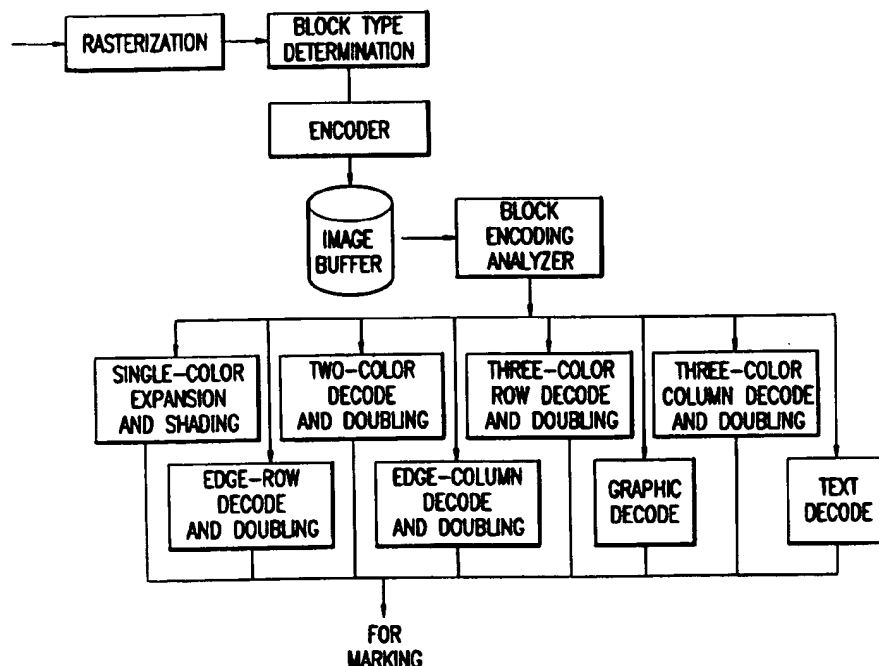 RASTERIZATION
BLOCK TYPE
DETERMINATION
ENCODER
IMAGE
BUFFER
BLOCK
ENCODING
ANALYZER
SINGLE-COLOR
EXPANSION
AND SHADING
TWO-COLOR
DECODE
AND DOUBLING
THREE-COLOR
ROW DECODE
AND DOUBLING
THREE-COLOR
COLUMN DECODE
AND DOUBLING
EDGE-ROW
DECODE
AND DOUBLING
EDGE-COLUMN
DECODE
AND DOUBLING
GRAPHIC
DECODE
TEXT
DECODE
FOR
MARKING